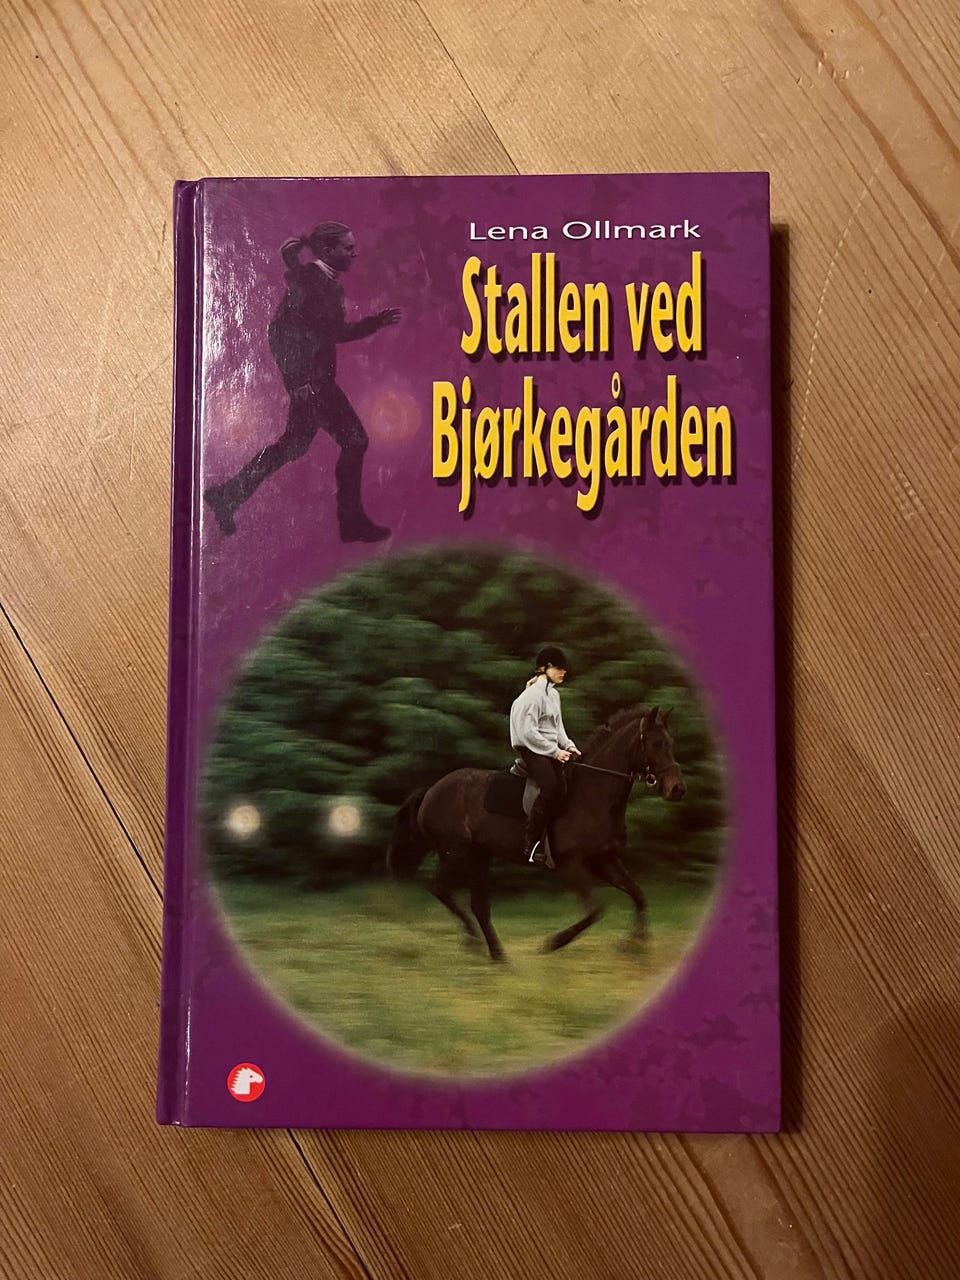 Lena Ollmark
Stallen ved
Bjørkegården